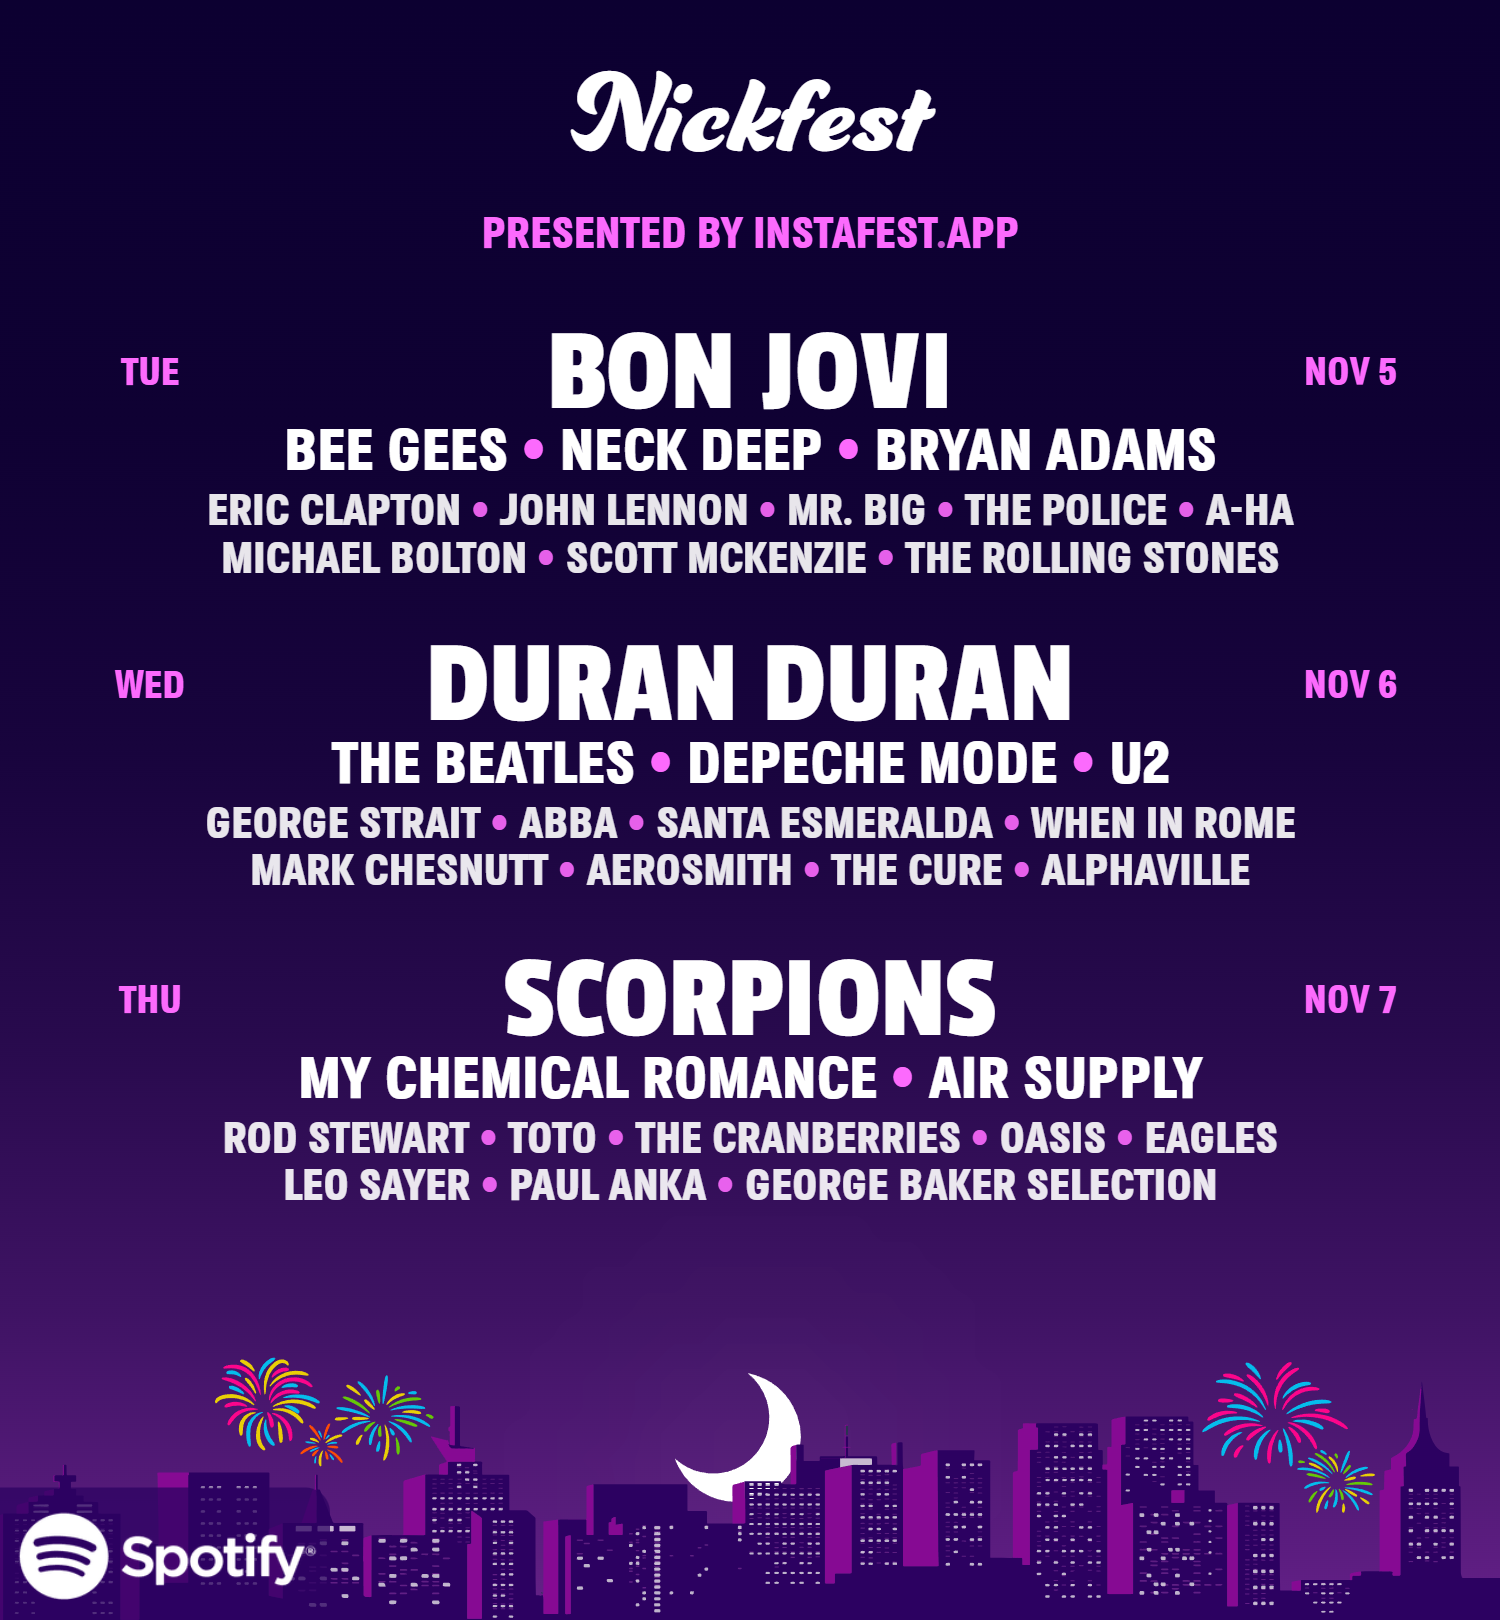 Nickfest
PRESENTED BY INSTAFEST.APP
TUE
BON JOVI
NOV 5
BEE GEES • NECK DEEP • BRYAN ADAMS
ERIC CLAPTON • JOHN LENNON • MR. BIG • THE POLICE • A-HA
MICHAEL BOLTON • SCOTT MCKENZIE • THE ROLLING STONES
WED
DURAN DURAN
NOV 6
THE BEATLES • DEPECHE MODE • U2
GEORGE STRAIT • ABBA • SANTA ESMERALDA • WHEN IN ROME
MARK CHESNUTT • AEROSMITH • THE CURE • ALPHAVILLE
THU
SCORPIONS
NOV 7
MY CHEMICAL ROMANCE • AIR SUPPLY
ROD STEWART • TOTO • THE CRANBERRIES • OASIS • EAGLES
LEO SAYER • PAUL ANKA • GEORGE BAKER SELECTION
Spotify®